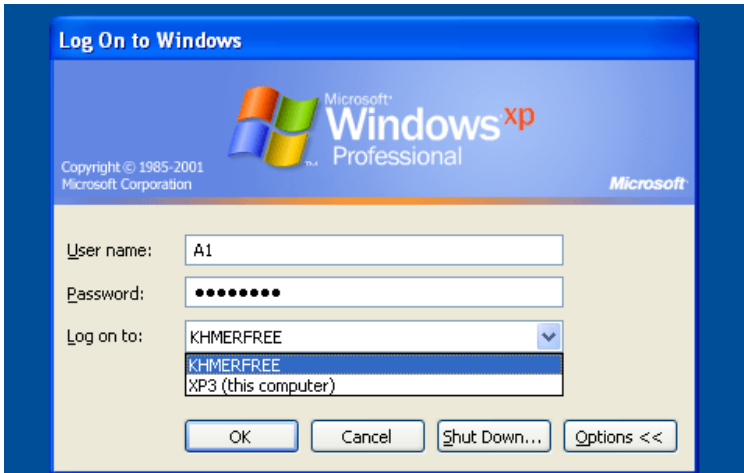 Log On to Windows
Microsoft®
Windows xp
Professional
TM
Copyright © 1985-2001
Microsoft Corporation
Microsoft
User name: A1
Password: ●●●●●●●●
Log on to: KHMERFREE
KHMERFREE
XP3 (this computer)
OK Cancel Shut Down... Options <<